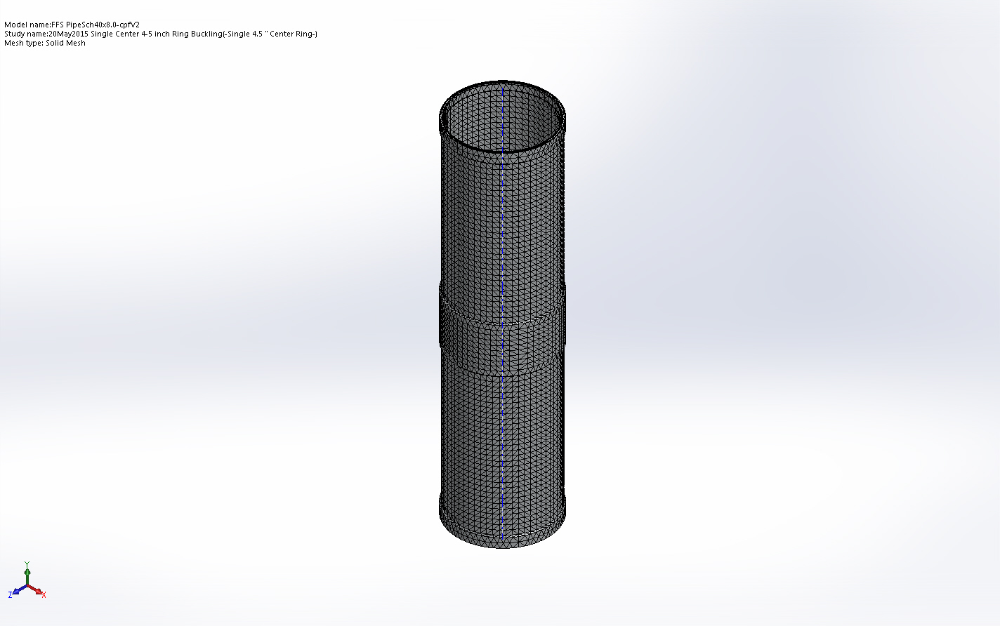 Model name:FFS PipeSch40x8.0-cpfV2
Study name:20May2015 Single Center 4-5 inch Ring Buckling(-Single 4.5 " Center Ring-)
Mesh type: Solid Mesh
Y
Z
X